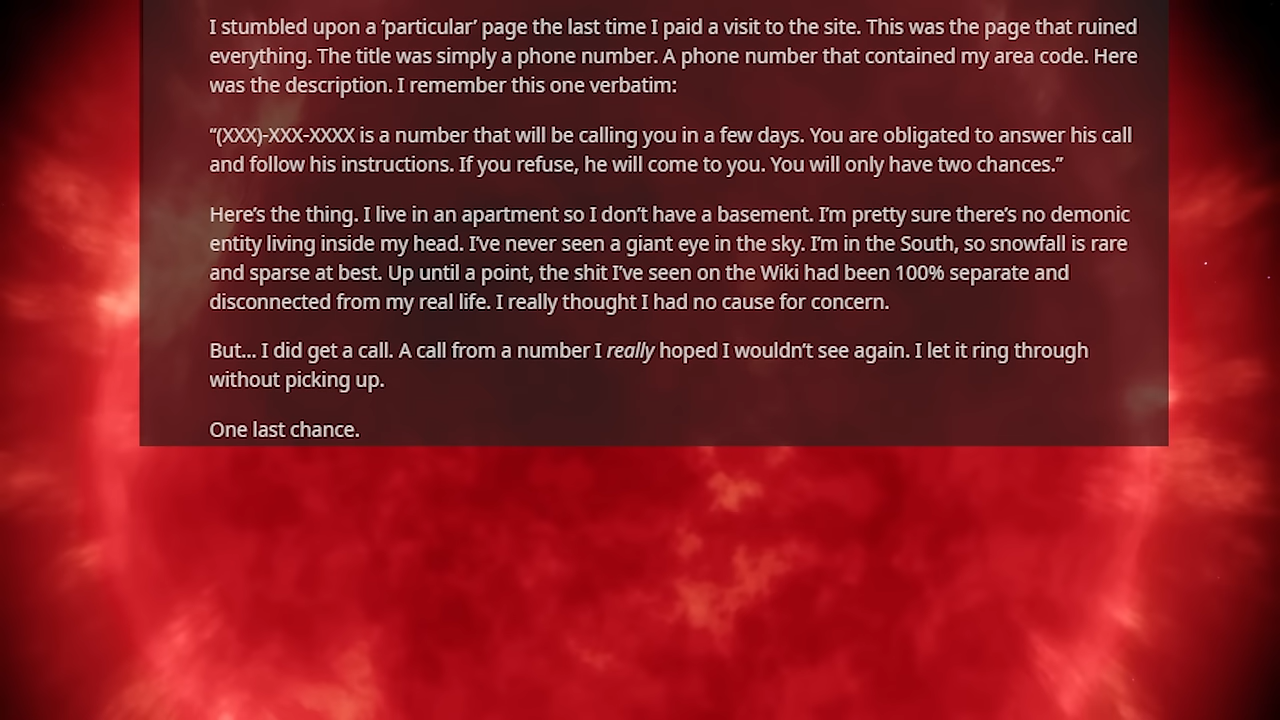 I stumbled upon a ‘particular’ page the last time I paid a visit to the site. This was the page that ruined
everything. The title was simply a phone number. A phone number that contained my area code. Here
was the description. I remember this one verbatim:
“(XXX)-XXX-XXXX is a number that will be calling you in a few days. You are obligated to answer his call
and follow his instructions. If you refuse, he will come to you. You will only have two chances.”
Here’s the thing. I live in an apartment so I don’t have a basement. I’m pretty sure there’s no demonic
entity living inside my head. I’ve never seen a giant eye in the sky. I’m in the South, so snowfall is rare
and sparse at best. Up until a point, the shit I’ve seen on the Wiki had been 100% separate and
disconnected from my real life. I really thought I had no cause for concern.
But... I did get a call. A call from a number I really hoped I wouldn’t see again. I let it ring through
without picking up.
One last chance.